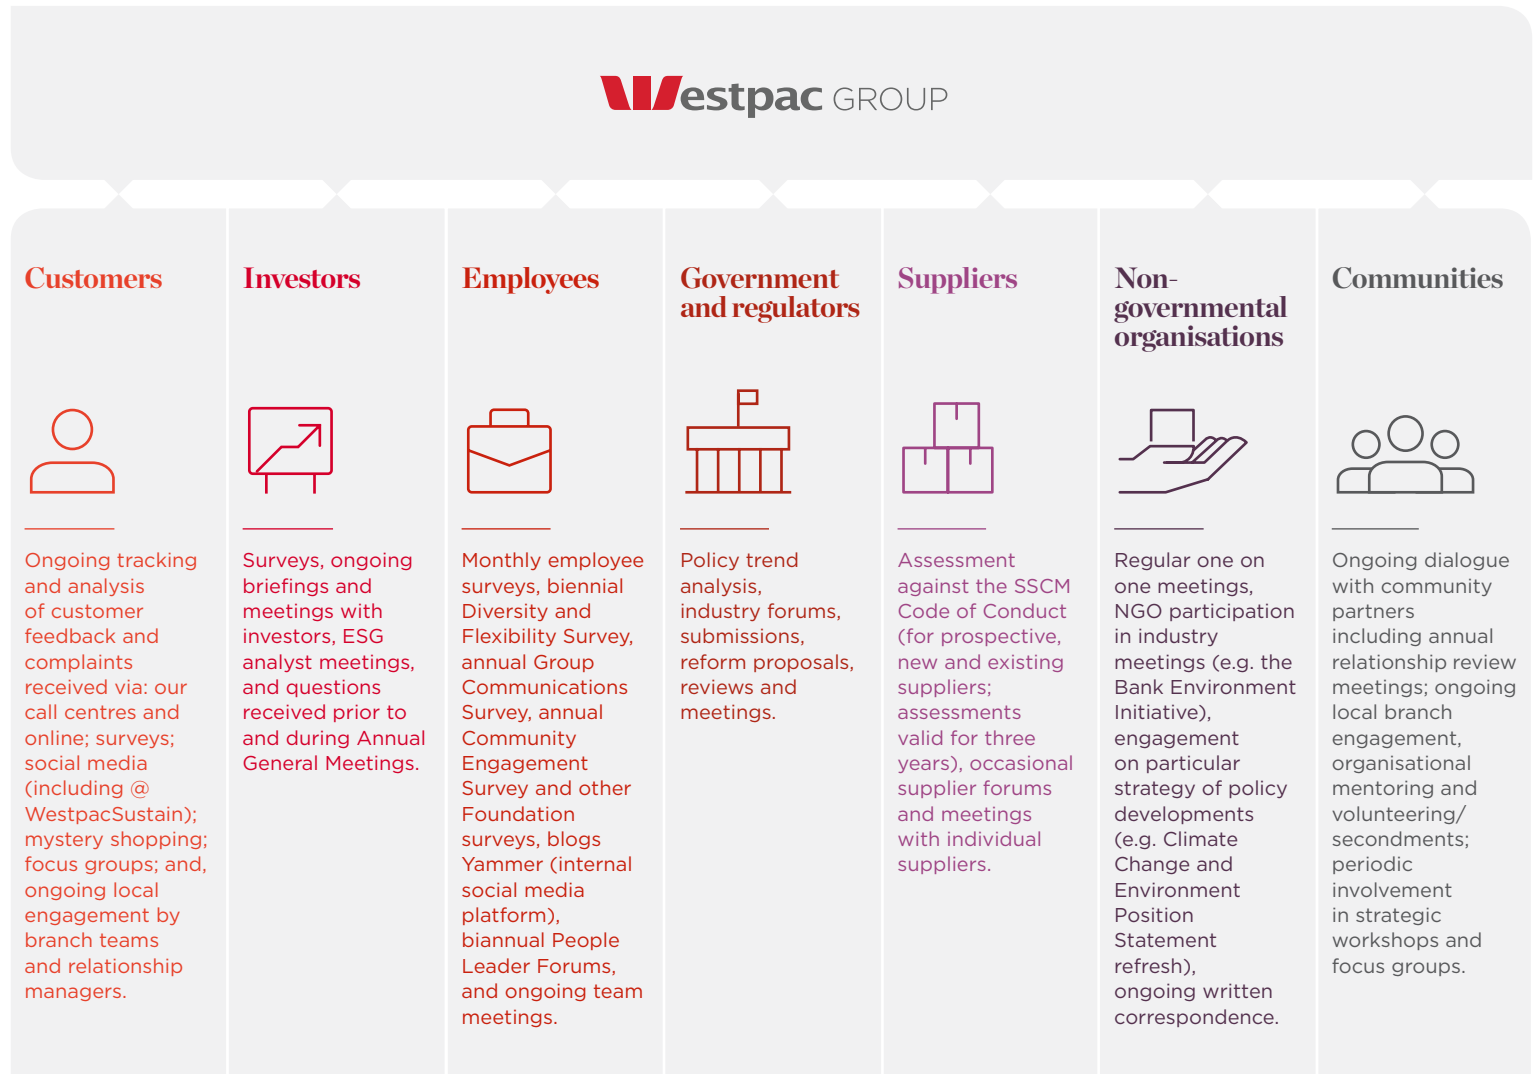 Westpac GROUP
Customers
Ongoing tracking
and analysis
of customer
feedback and
complaints
received via: our
call centres and
online; surveys;
social media
(including @
WestpacSustain);
mystery shopping;
focus groups; and,
ongoing local
engagement by
branch teams
and relationship
managers.
Investors
Surveys, ongoing
briefings and
meetings with
investors, ESG
analyst meetings,
and questions
received prior to
and during Annual
General Meetings.
Employees
Monthly employee
surveys, biennial
Diversity and
Flexibility Survey,
annual Group
Communications
Survey, annual
Community
Engagement
Survey and other
Foundation
surveys, blogs
Yammer (internal
social media
platform),
biannual People
Leader Forums,
and ongoing team
meetings.
Government
and regulators
Policy trend
analysis,
industry forums,
submissions,
reform proposals,
reviews and
meetings.
Suppliers
Assessment
against the SSCM
Code of Conduct
(for prospective,
new and existing
suppliers;
assessments
valid for three
years), occasional
supplier forums
and meetings
with individual
suppliers.
Non-
governmental
organisations
Regular one on
one meetings,
NGO participation
in industry
meetings (e.g. the
Bank Environment
Initiative),
engagement
on particular
strategy of policy
developments
(e.g. Climate
Change and
Environment
Position
Statement
refresh),
ongoing written
correspondence.
Communities
Ongoing dialogue
with community
partners
including annual
relationship review
meetings; ongoing
local branch
engagement,
organisational
mentoring and
volunteering/
secondments;
periodic
involvement
in strategic
workshops and
focus groups.